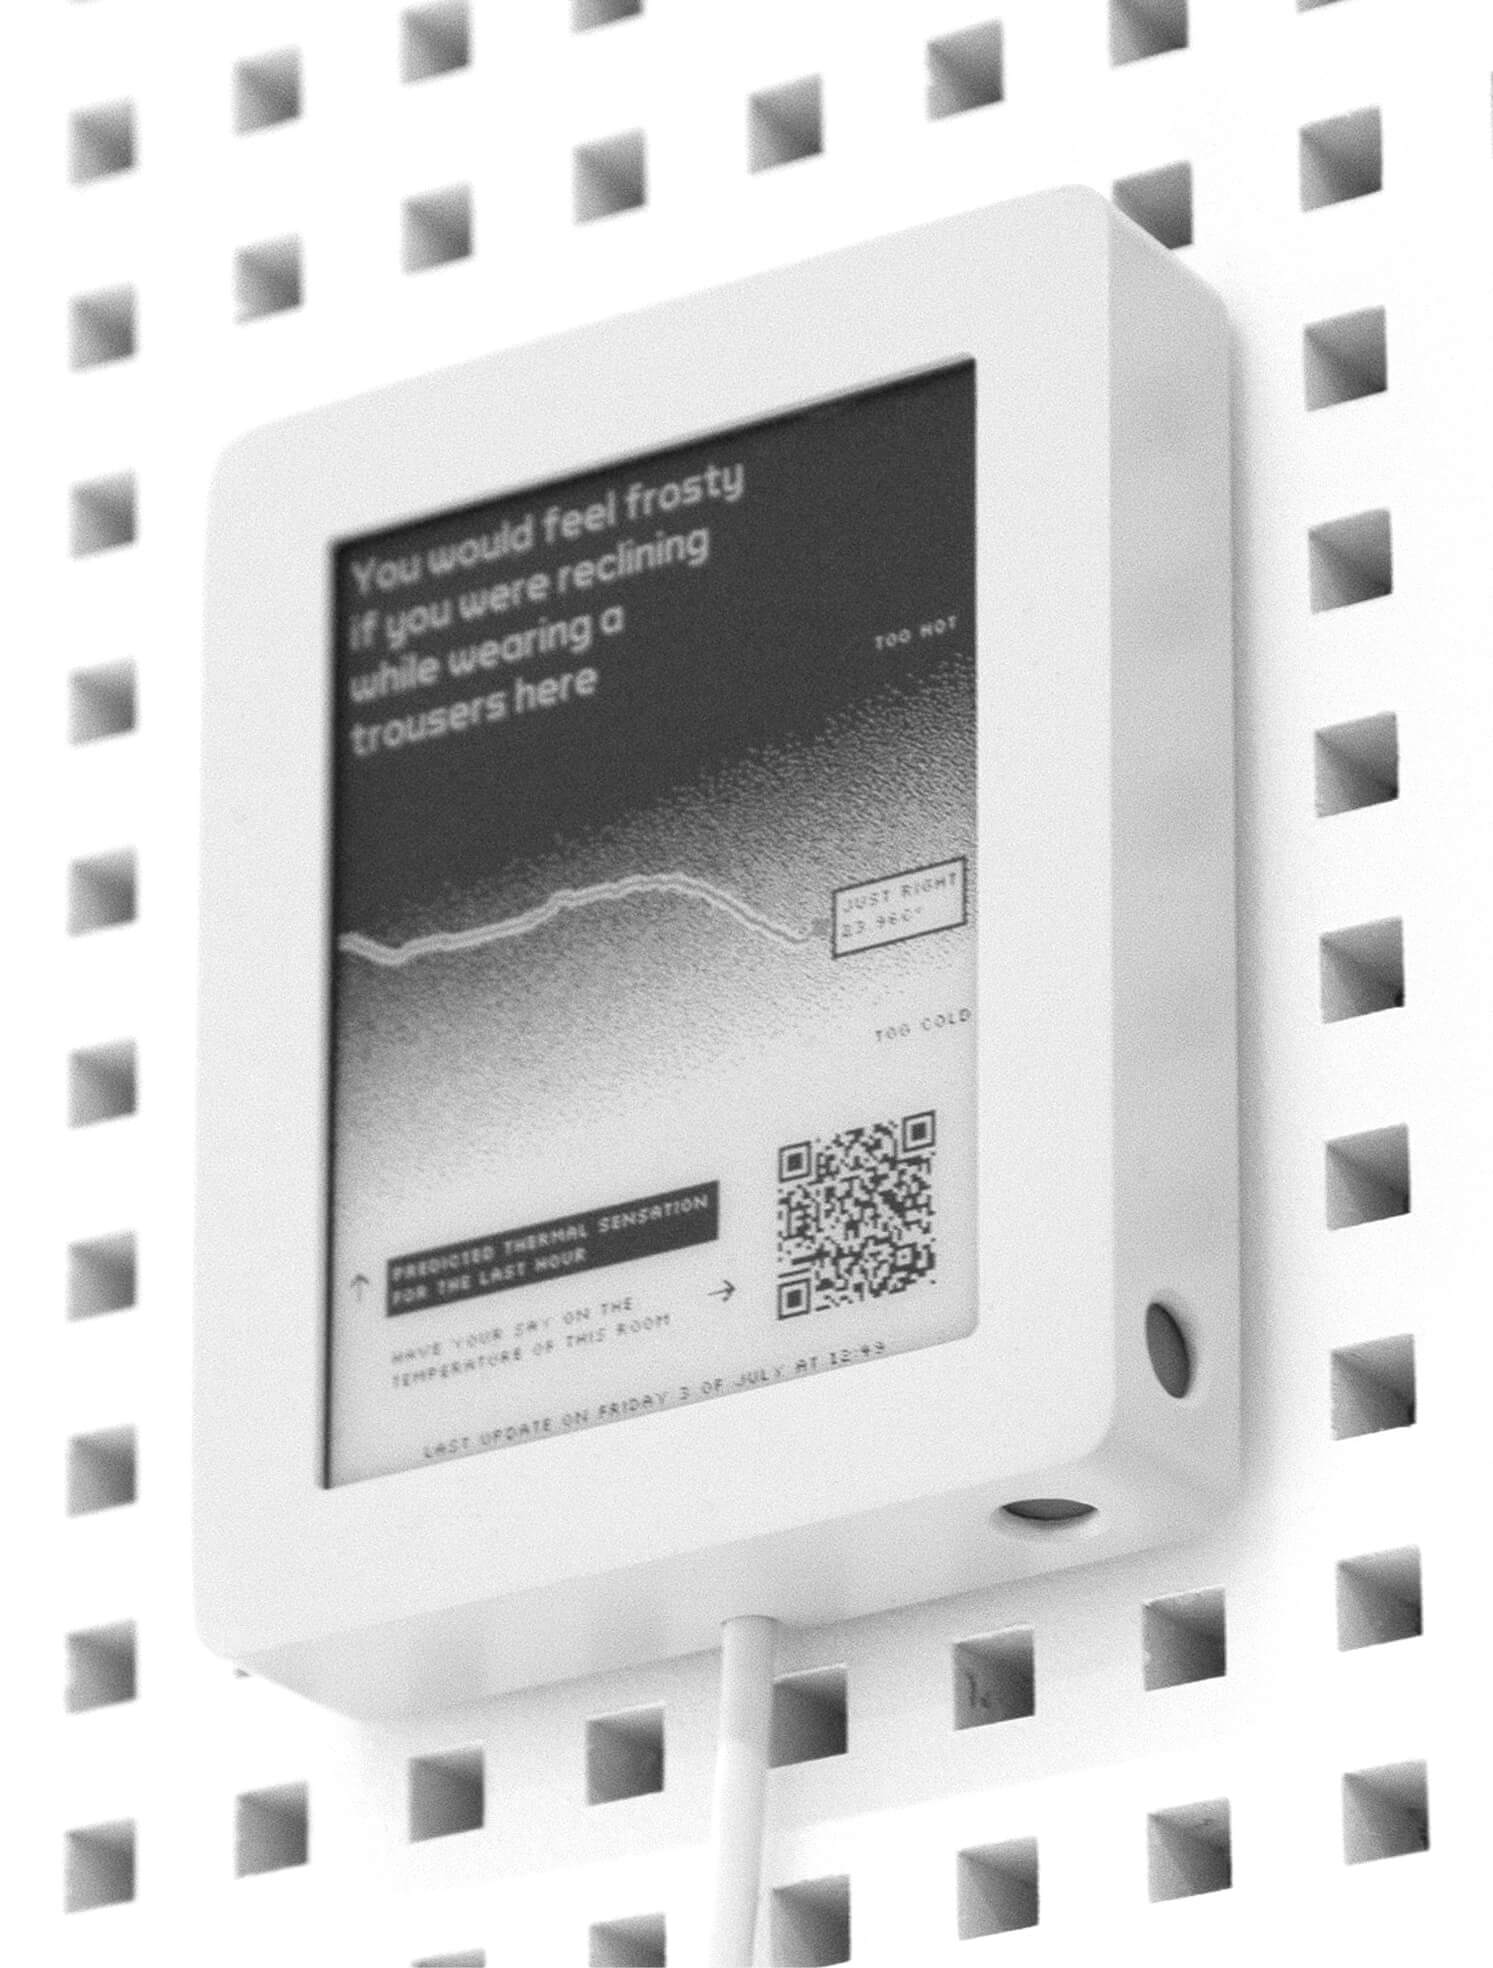 You would feel frosty
if you were reclining
while wearing a
trousers here
TOO HOT
JUST RIGHT
23.960°
TOO COLD
↑ PREDICTED THERMAL SENSATION
FOR THE LAST HOUR
HAVE YOUR SAY ON THE →
TEMPERATURE OF THIS ROOM
LAST UPDATE ON FRIDAY 3 OF JULY AT 12:49